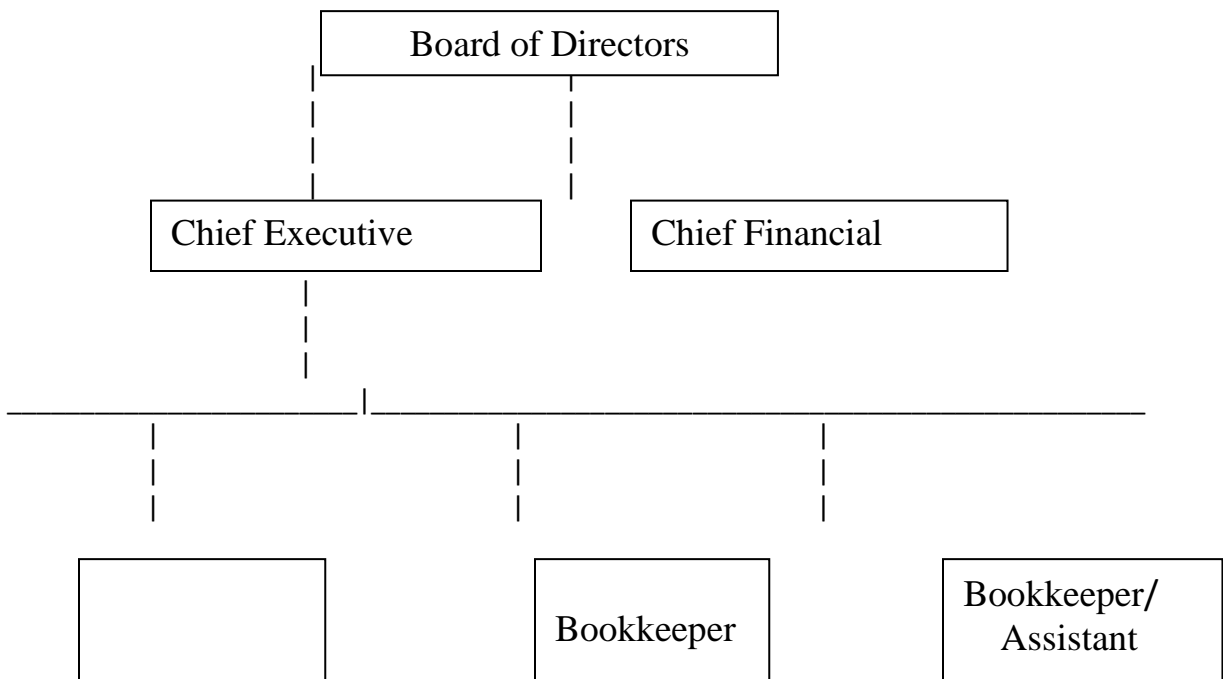 Board of Directors
Chief Executive
Chief Financial
Bookkeeper
Bookkeeper/
Assistant